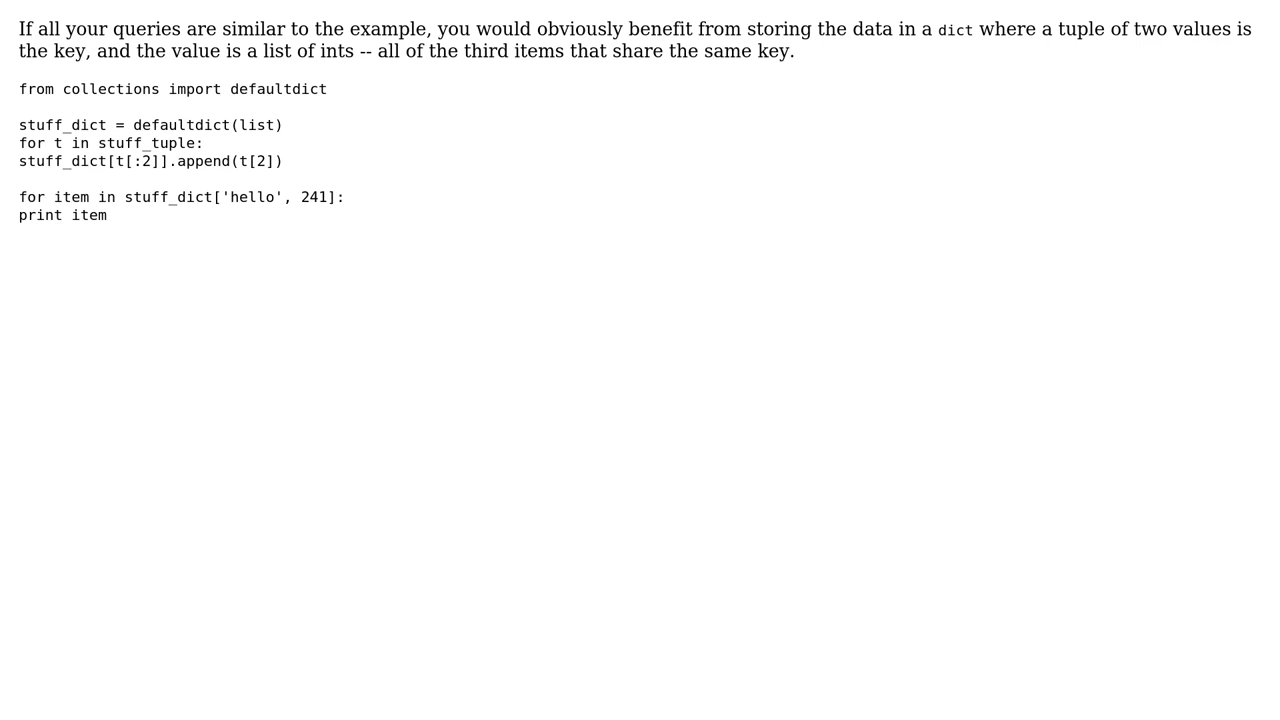 If all your queries are similar to the example, you would obviously benefit from storing the data in a dict where a tuple of two values is
the key, and the value is a list of ints -- all of the third items that share the same key.
from collections import defaultdict
stuff_dict = defaultdict(list)
for t in stuff_tuple:
stuff_dict[t[:2]].append(t[2])
for item in stuff_dict['hello', 241]:
print item